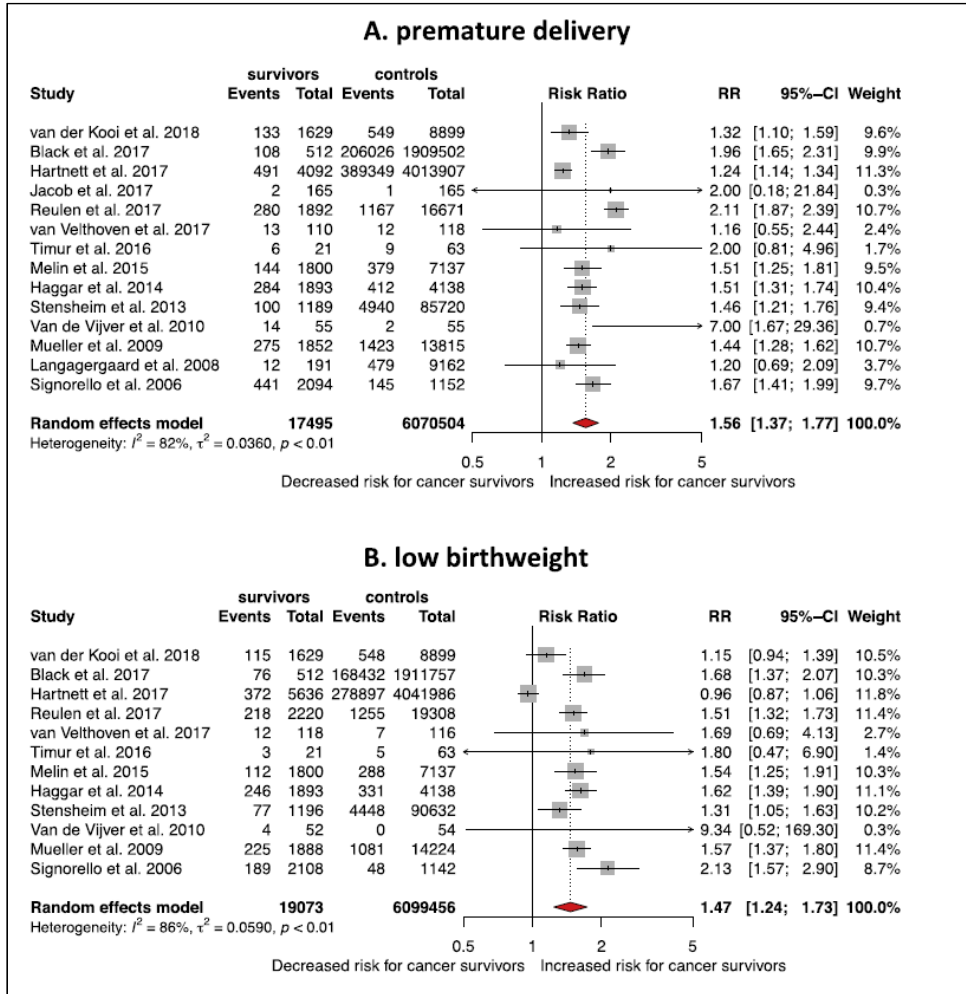 A. premature delivery
survivors controls
Study Events Total Events Total Risk Ratio RR 95%−CI Weight
van der Kooi et al. 2018 133 1629 549 8899 1.32 [1.10; 1.59] 9.6%
Black et al. 2017 108 512 206026 1909502 1.96 [1.65; 2.31] 9.9%
Hartnett et al. 2017 491 4092 389349 4013907 1.24 [1.14; 1.34] 11.3%
Jacob et al. 2017 2 165 1 165 2.00 [0.18; 21.84] 0.3%
Reulen et al. 2017 280 1892 1167 16671 2.11 [1.87; 2.39] 10.7%
van Velthoven et al. 2017 13 110 12 118 1.16 [0.55; 2.44] 2.4%
Timur et al. 2016 6 21 9 63 2.00 [0.81; 4.96] 1.7%
Melin et al. 2015 144 1800 379 7137 1.51 [1.25; 1.81] 9.5%
Haggar et al. 2014 284 1893 412 4138 1.51 [1.31; 1.74] 10.4%
Stensheim et al. 2013 100 1189 4940 85720 1.46 [1.21; 1.76] 9.4%
Van de Vijver et al. 2010 14 55 2 55 7.00 [1.67; 29.36] 0.7%
Mueller et al. 2009 275 1852 1423 13815 1.44 [1.28; 1.62] 10.7%
Langagergaard et al. 2008 12 191 479 9162 1.20 [0.69; 2.09] 3.7%
Signorello et al. 2006 441 2094 145 1152 1.67 [1.41; 1.99] 9.7%
Random effects model 17495 6070504 1.56 [1.37; 1.77] 100.0%
Heterogeneity: I² = 82%, τ² = 0.0360, p < 0.01
0.5 1 2 5
Decreased risk for cancer survivors Increased risk for cancer survivors
B. low birthweight
survivors controls
Study Events Total Events Total Risk Ratio RR 95%−CI Weight
van der Kooi et al. 2018 115 1629 548 8899 1.15 [0.94; 1.39] 10.5%
Black et al. 2017 76 512 168432 1911757 1.68 [1.37; 2.07] 10.3%
Hartnett et al. 2017 372 5636 278897 4041986 0.96 [0.87; 1.06] 11.8%
Reulen et al. 2017 218 2220 1255 19308 1.51 [1.32; 1.73] 11.4%
van Velthoven et al. 2017 12 118 7 116 1.69 [0.69; 4.13] 2.7%
Timur et al. 2016 3 21 5 63 1.80 [0.47; 6.90] 1.4%
Melin et al. 2015 112 1800 288 7137 1.54 [1.25; 1.91] 10.3%
Haggar et al. 2014 246 1893 331 4138 1.62 [1.39; 1.90] 11.1%
Stensheim et al. 2013 77 1196 4448 90632 1.31 [1.05; 1.63] 10.2%
Van de Vijver et al. 2010 4 52 0 54 9.34 [0.52; 169.30] 0.3%
Mueller et al. 2009 225 1888 1081 14224 1.57 [1.37; 1.80] 11.4%
Signorello et al. 2006 189 2108 48 1142 2.13 [1.57; 2.90] 8.7%
Random effects model 19073 6099456 1.47 [1.24; 1.73] 100.0%
Heterogeneity: I² = 86%, τ² = 0.0590, p < 0.01
0.5 1 2 5
Decreased risk for cancer survivors Increased risk for cancer survivors